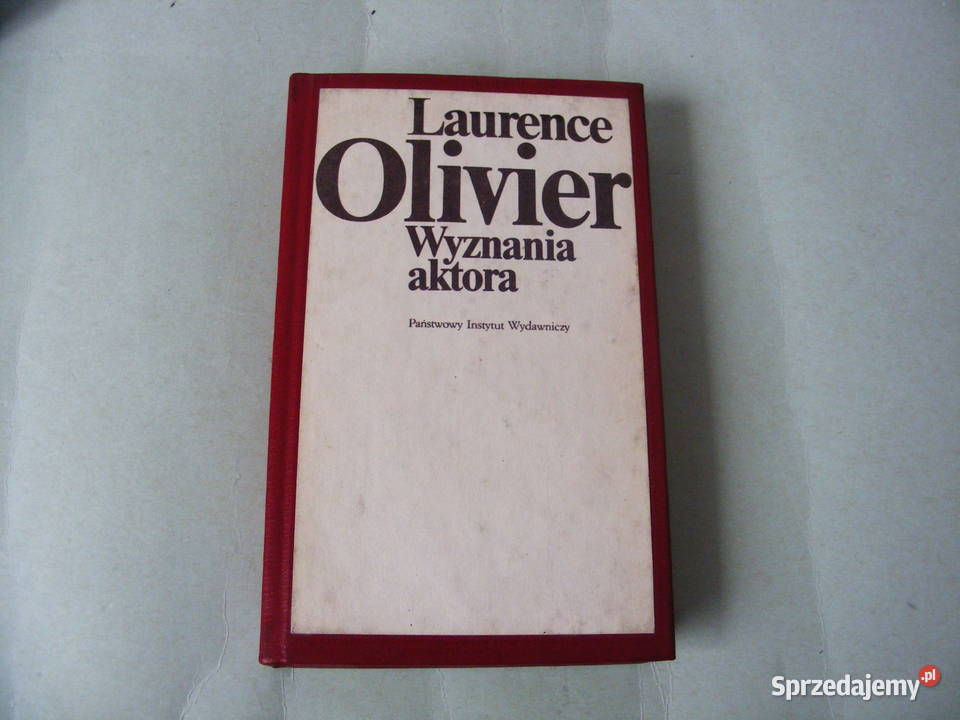 Laurence
Olivier
Wyznania
aktora
Państwowy Instytut Wydawniczy
Sprzedajemy.pl